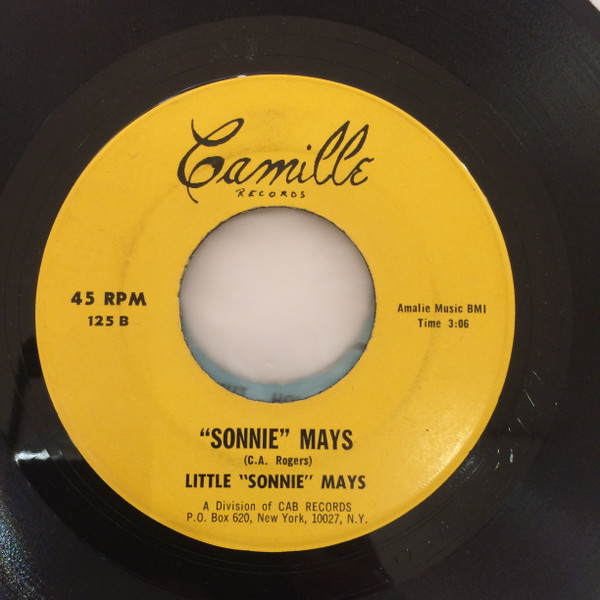 Camille
RECORDS
45 RPM
125 B
Amalie Music BMI
Time 3:06
"SONNIE" MAYS
(C.A. Rogers)
LITTLE "SONNIE" MAYS
A Division of CAB RECORDS
P.O. Box 620, New York, 10027, N.Y.